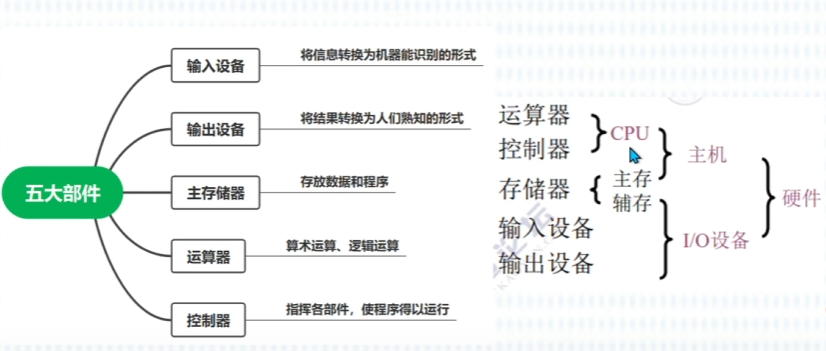 五大部件
输入设备
将信息转换为机器能识别的形式
输出设备
将结果转换为人们熟知的形式
主存储器
存放数据和程序
运算器
算术运算、逻辑运算
控制器
指挥各部件，使程序得以运行
运算器
控制器
CPU
主机
存储器
主存
辅存
输入设备
输出设备
I/O设备
硬件